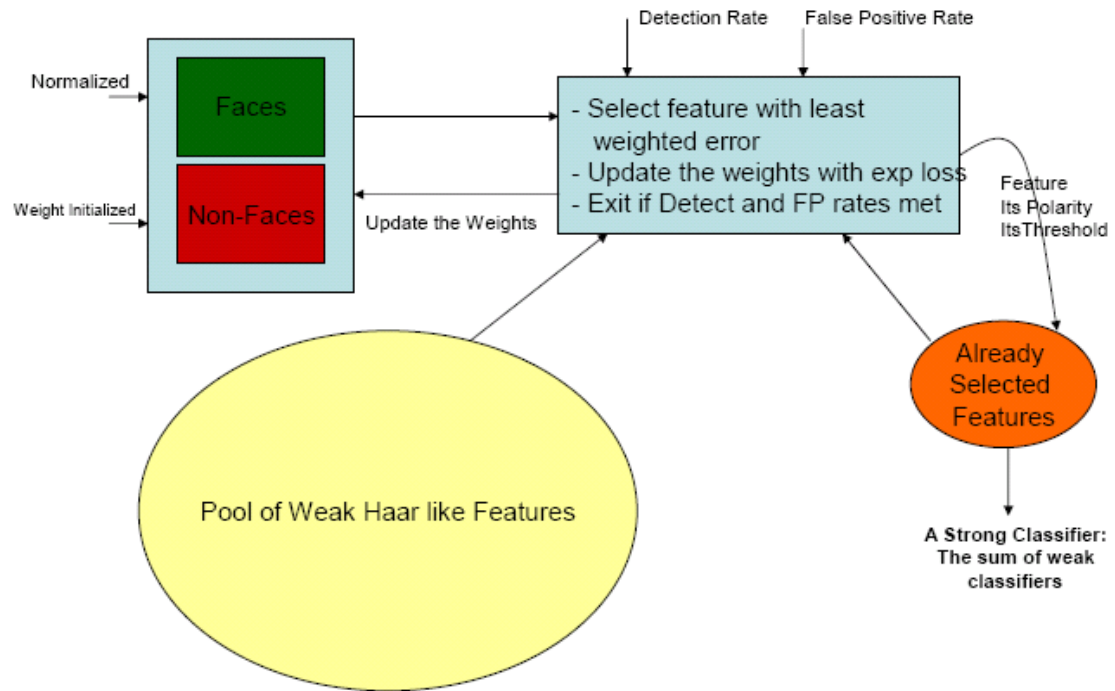 Detection Rate
False Positive Rate
Normalized
Faces
Weight Initialized
Non-Faces
Update the Weights
- Select feature with least
weighted error
- Update the weights with exp loss
- Exit if Detect and FP rates met
Feature
Its Polarity
ItsThreshold
Already
Selected
Features
Pool of Weak Haar like Features
A Strong Classifier:
The sum of weak
classifiers